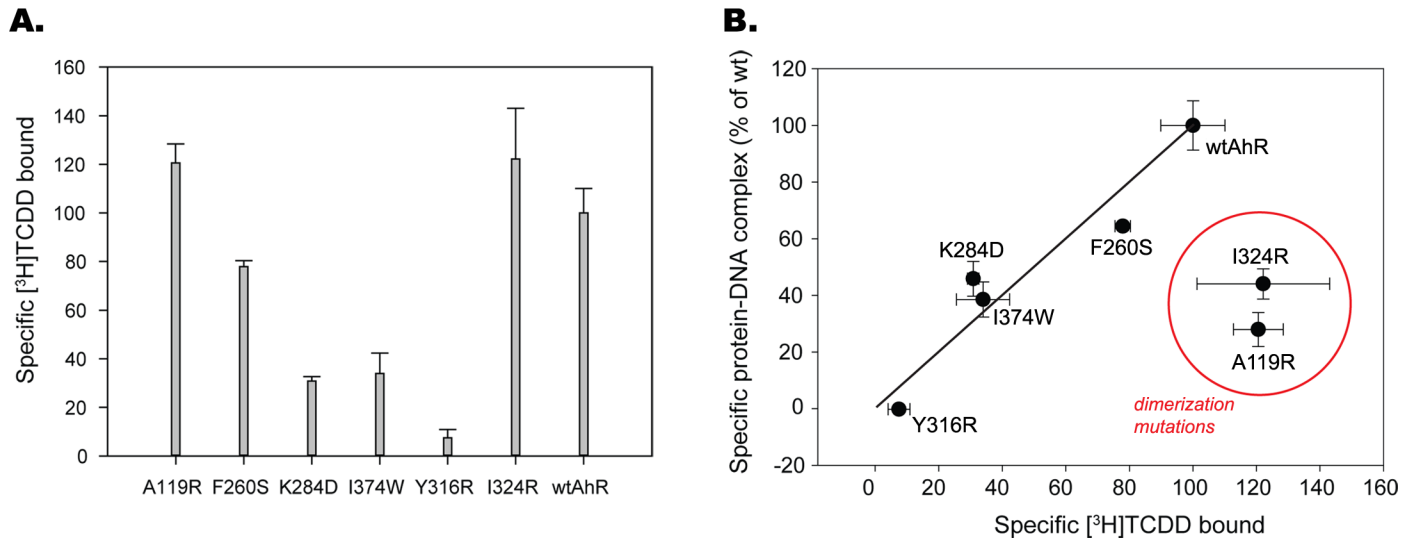 A.
Specific [³H]TCDD bound
160
140
120
100
80
60
40
20
0
A119R F260S K284D I374W Y316R I324R wtAhR
B.
Specific protein-DNA complex (% of wt)
120
100
80
60
40
20
0
-20
wtAhR
F260S
K284D
I374W
I324R
A119R
Y316R
dimerization
mutations
0 20 40 60 80 100 120 140 160
Specific [³H]TCDD bound